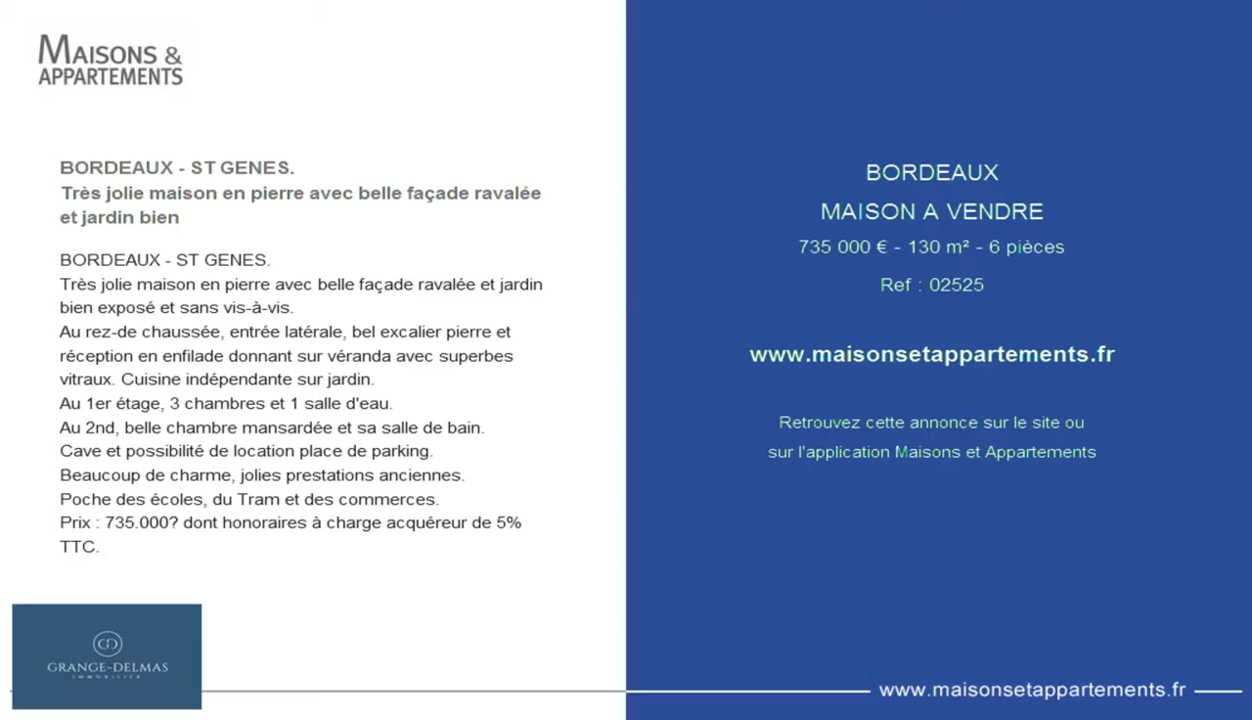 MAISONS &
APPARTEMENTS
BORDEAUX - ST GENES.
Très jolie maison en pierre avec belle façade ravalée
et jardin bien
BORDEAUX - ST GENES.
Très jolie maison en pierre avec belle façade ravalée et jardin
bien exposé et sans vis-à-vis.
Au rez-de chaussée, entrée latérale, bel excalier pierre et
réception en enfilade donnant sur véranda avec superbes
vitraux. Cuisine indépendante sur jardin.
Au 1er étage, 3 chambres et 1 salle d'eau.
Au 2nd, belle chambre mansardée et sa salle de bain.
Cave et possibilité de location place de parking.
Beaucoup de charme, jolies prestations anciennes.
Poche des écoles, du Tram et des commerces.
Prix : 735.000? dont honoraires à charge acquéreur de 5%
TTC.
GRANGE-DELMAS
IMMOBILIER
BORDEAUX
MAISON A VENDRE
735 000 € - 130 m² - 6 pièces
Ref : 02525
www.maisonsetappartements.fr
Retrouvez cette annonce sur le site ou
sur l'application Maisons et Appartements
www.maisonsetappartements.fr